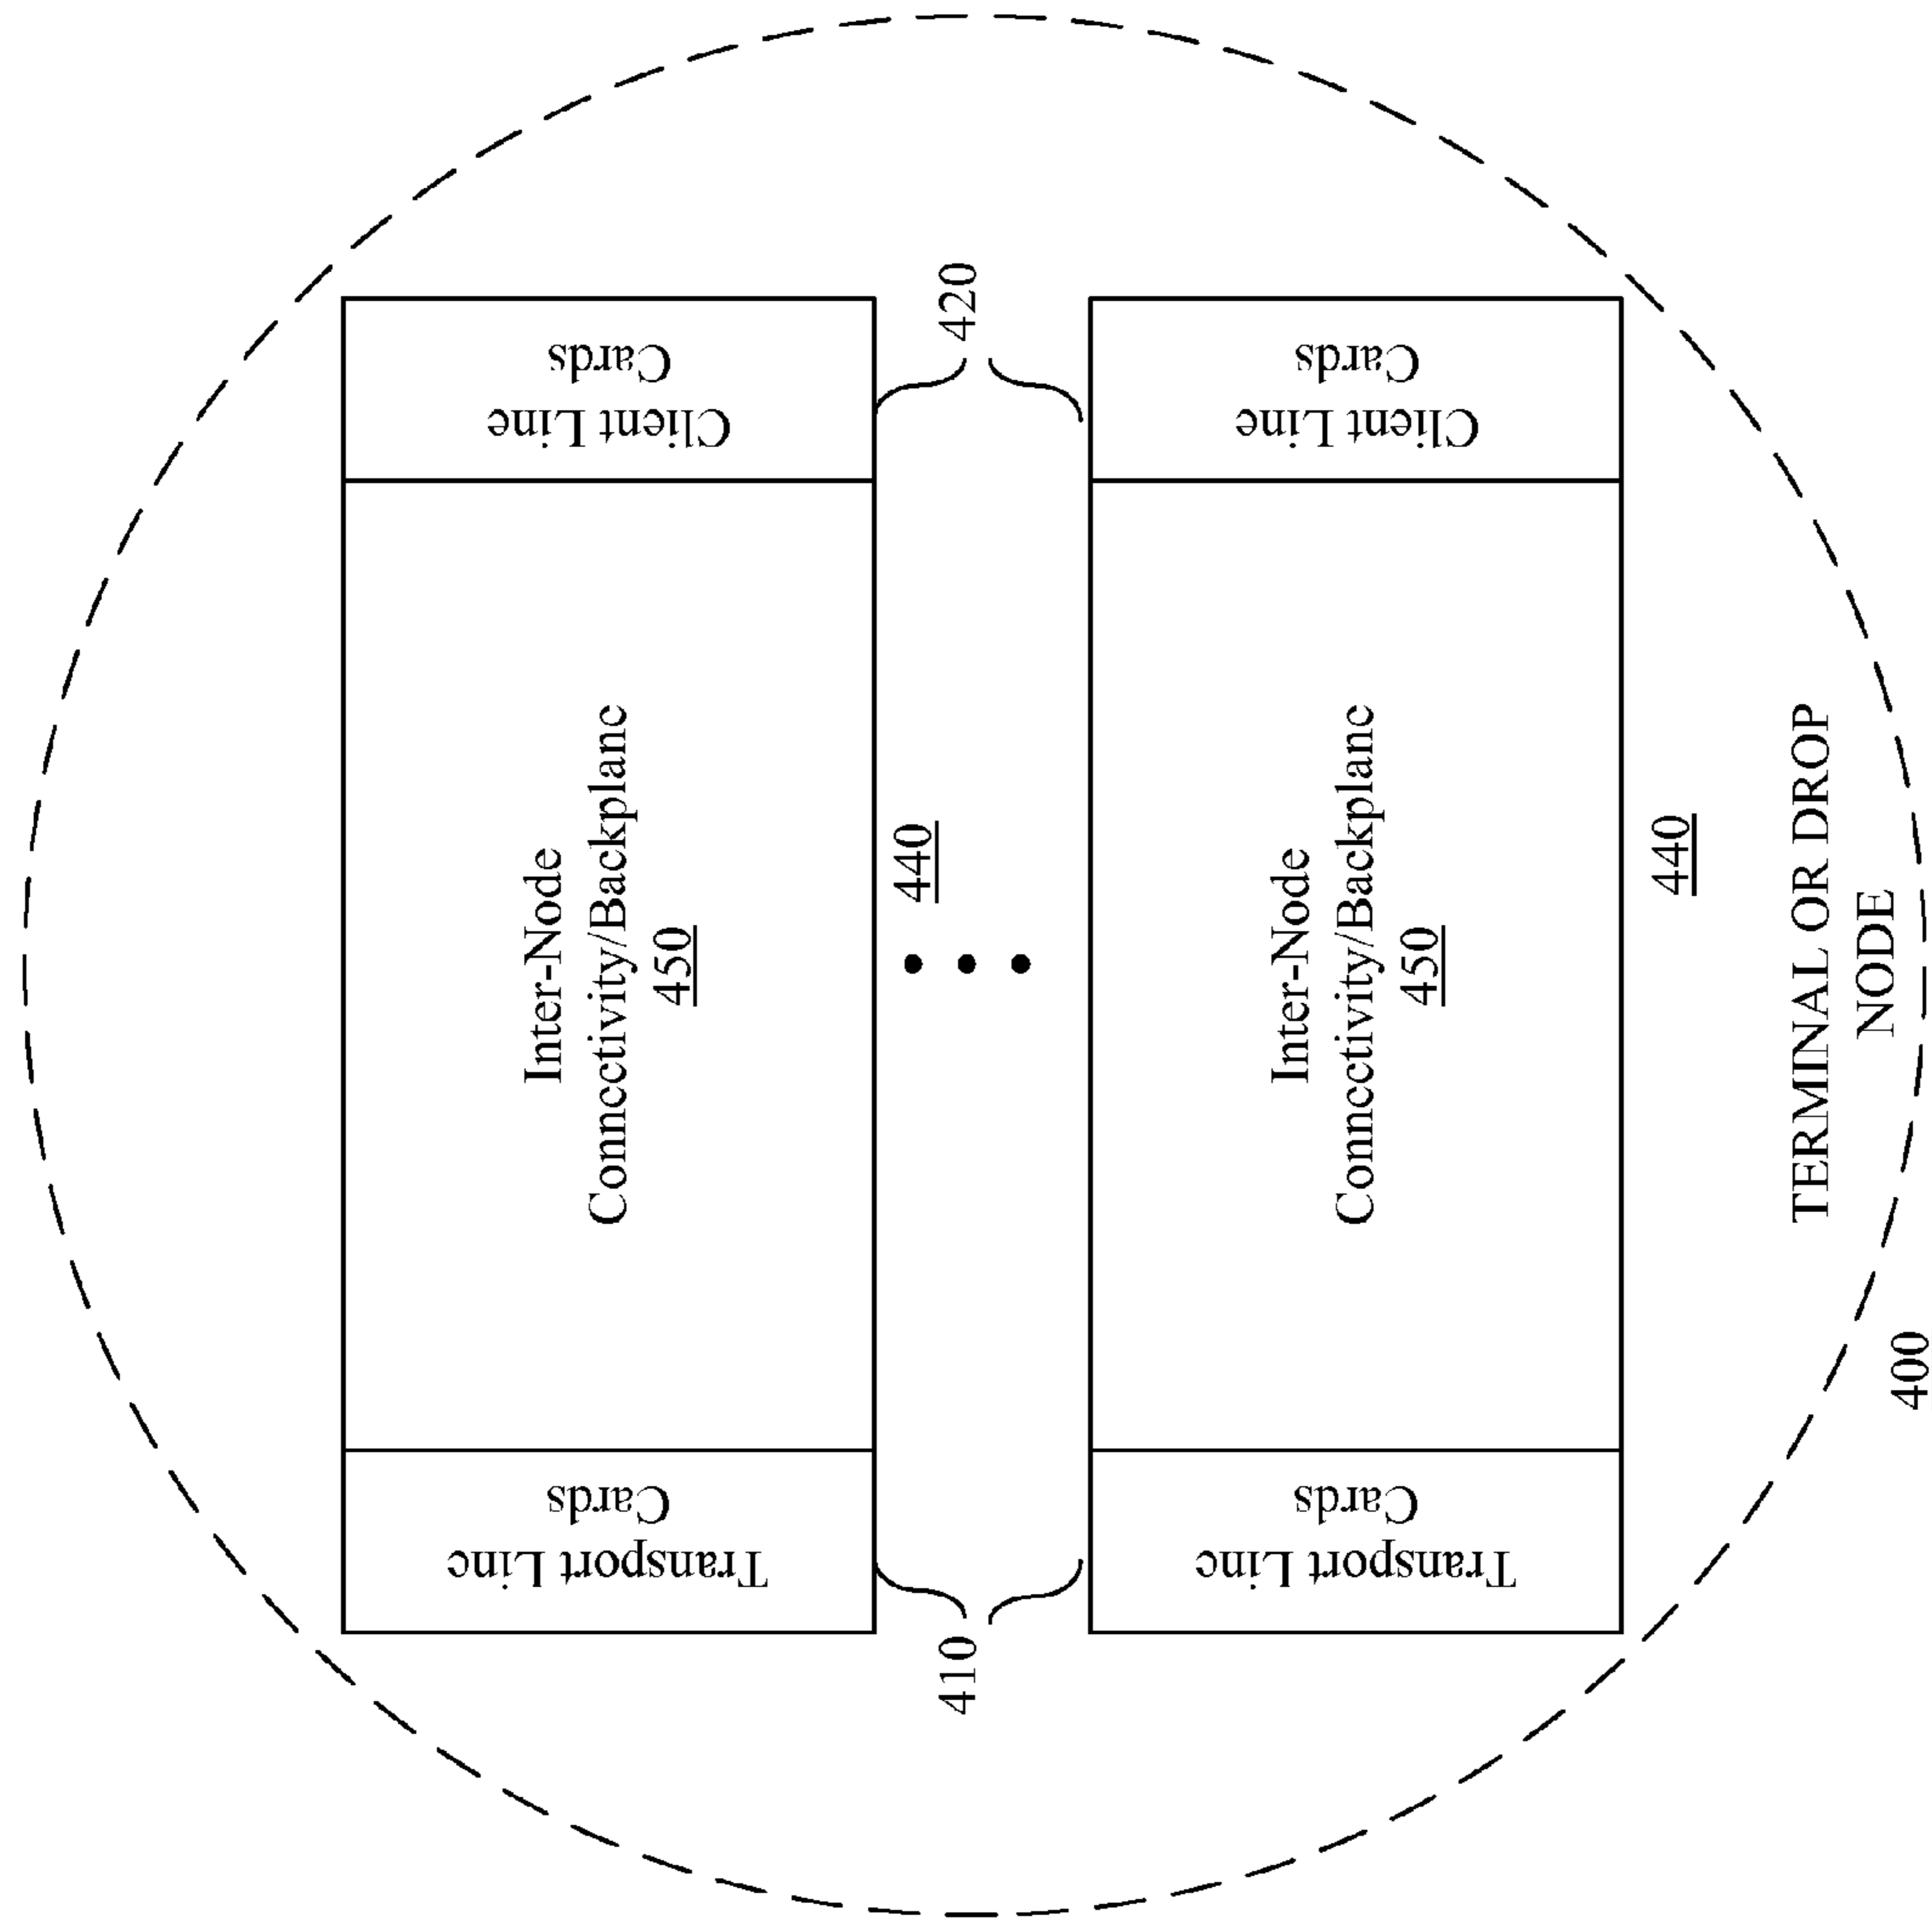 Transport Line
Cards
Inter-Node
Connectivity/Backplane
450
Client Line
Cards
440
410
420
Transport Line
Cards
Inter-Node
Connectivity/Backplane
450
Client Line
Cards
440
TERMINAL OR DROP
NODE
400